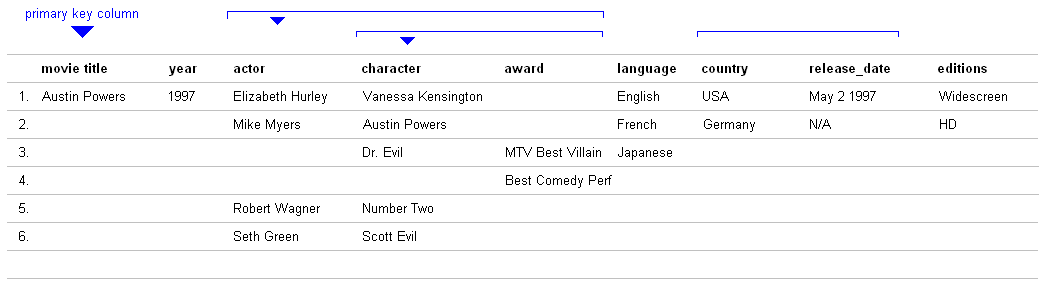 primary key column
movie title year actor character award language country release_date editions
1. Austin Powers 1997 Elizabeth Hurley Vanessa Kensington English USA May 2 1997 Widescreen
2. Mike Myers Austin Powers French Germany N/A HD
3. Dr. Evil MTV Best Villain Japanese
4. Best Comedy Perf
5. Robert Wagner Number Two
6. Seth Green Scott Evil